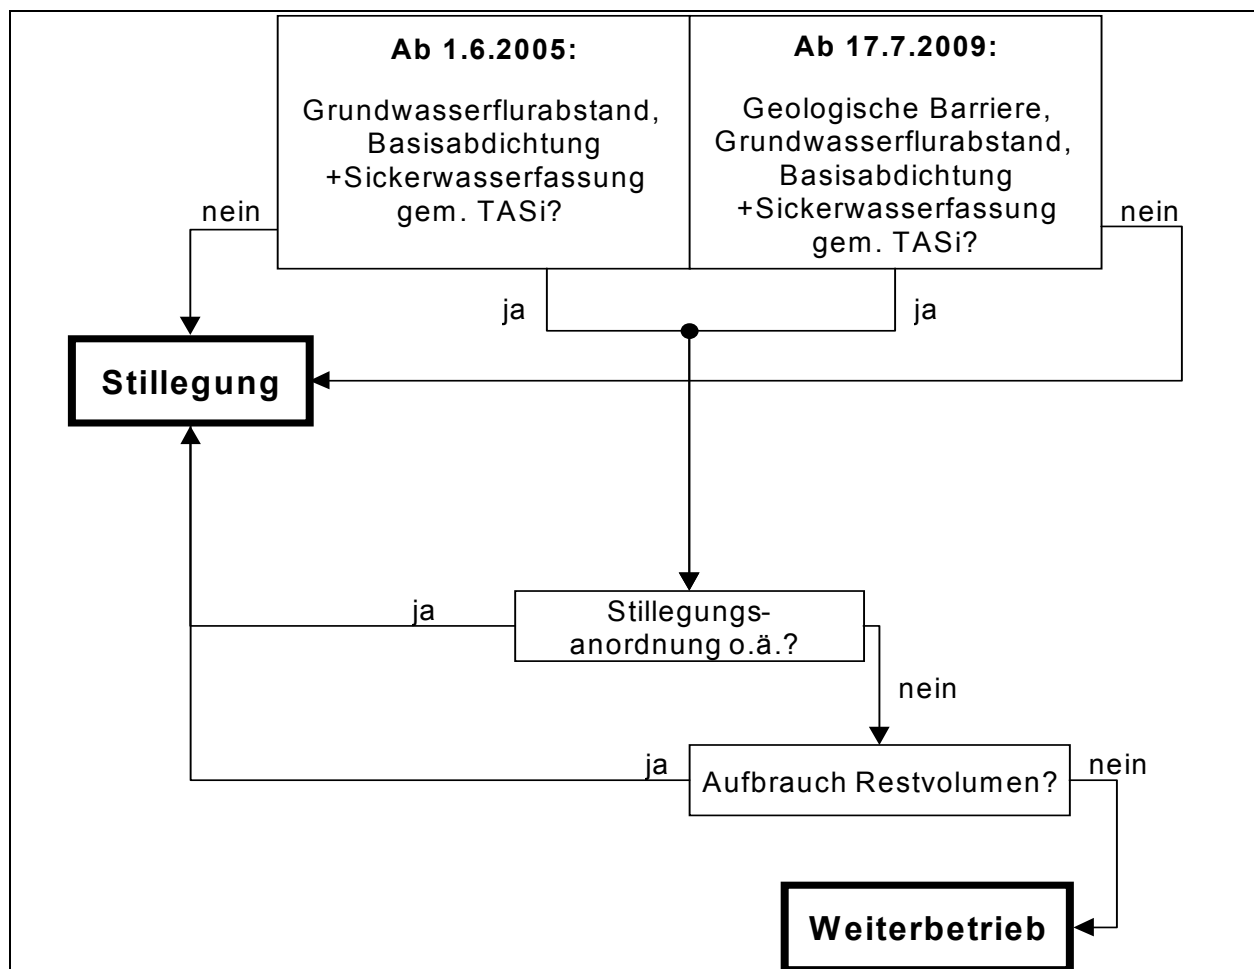 Ab 1.6.2005:
Grundwasserflurabstand,
Basisabdichtung
+Sickerwasserfassung
gem. TASi?
Ab 17.7.2009:
Geologische Barriere,
Grundwasserflurabstand,
Basisabdichtung
+Sickerwasserfassung
gem. TASi?
nein
nein
ja
ja
Stillegung
Stillegungs-
anordnung o.ä.?
ja
nein
Aufbrauch Restvolumen?
ja
nein
Weiterbetrieb